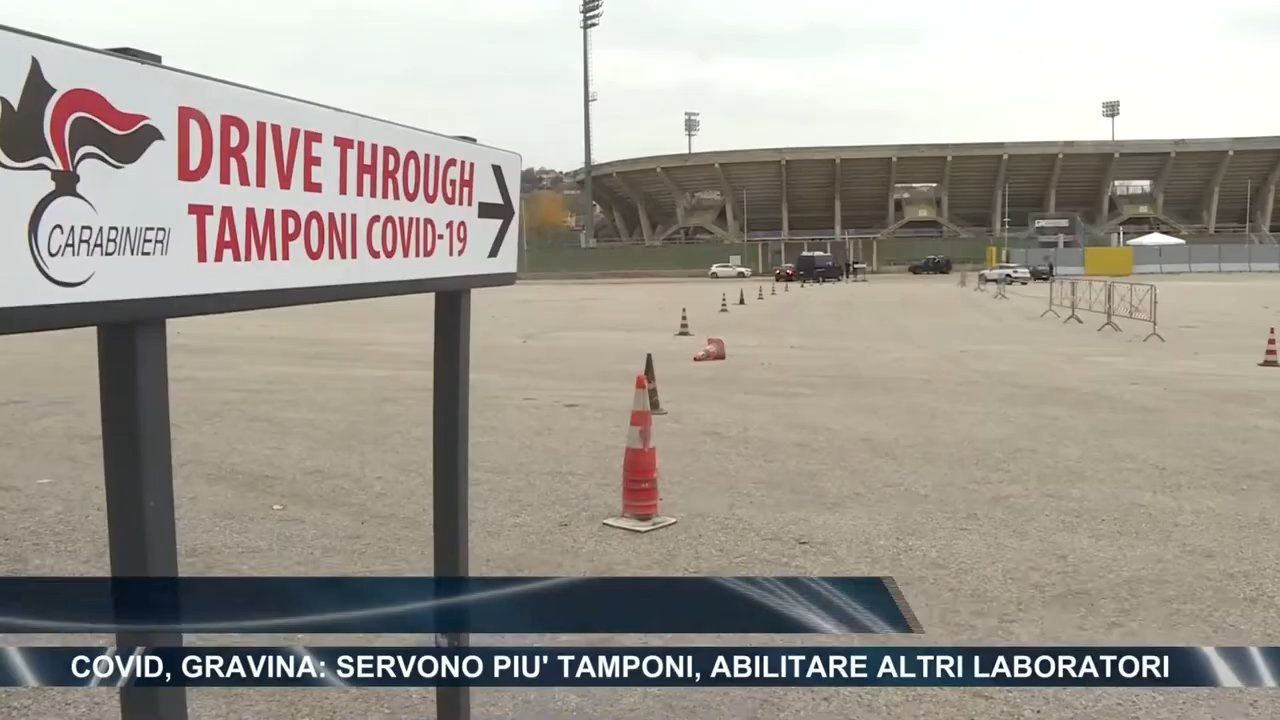 DRIVE THROUGH
TAMPONI COVID-19
CARABINIERI
COVID, GRAVINA: SERVONO PIU' TAMPONI, ABILITARE ALTRI LABORATORI